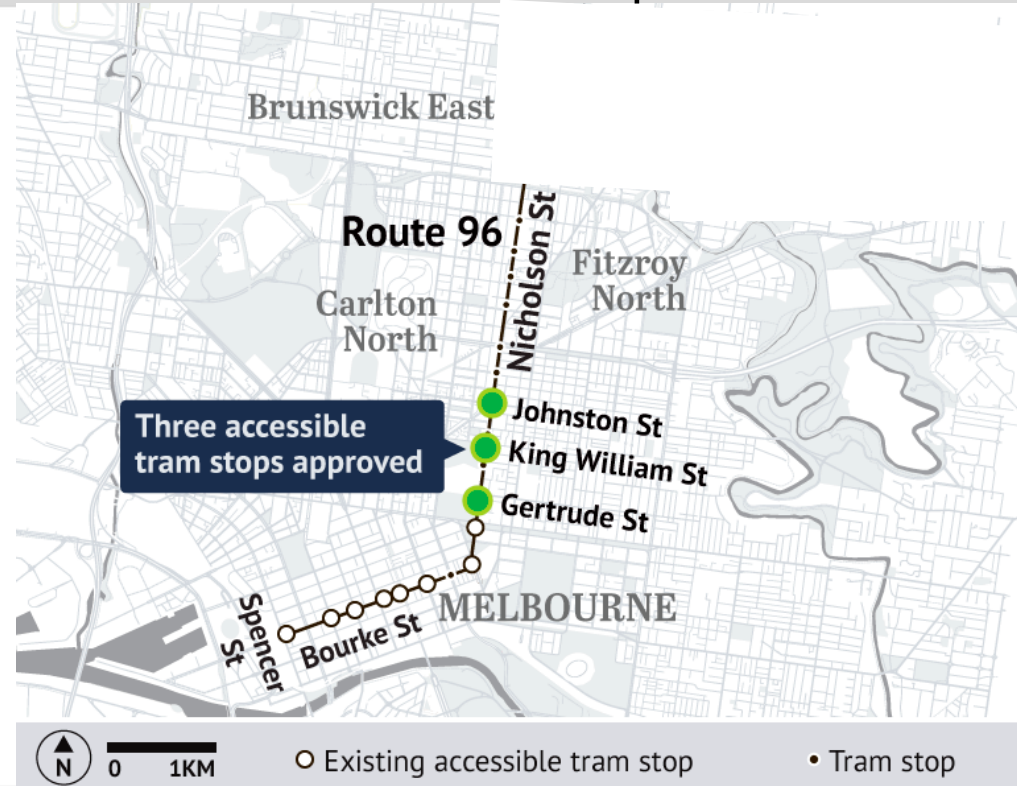 Brunswick East
Route 96
Nicholson St
Fitzroy
North
Carlton
North
Three accessible
tram stops approved
Johnston St
King William St
Gertrude St
MELBOURNE
Spencer
St
Bourke St
N
0 1KM
Existing accessible tram stop
Tram stop